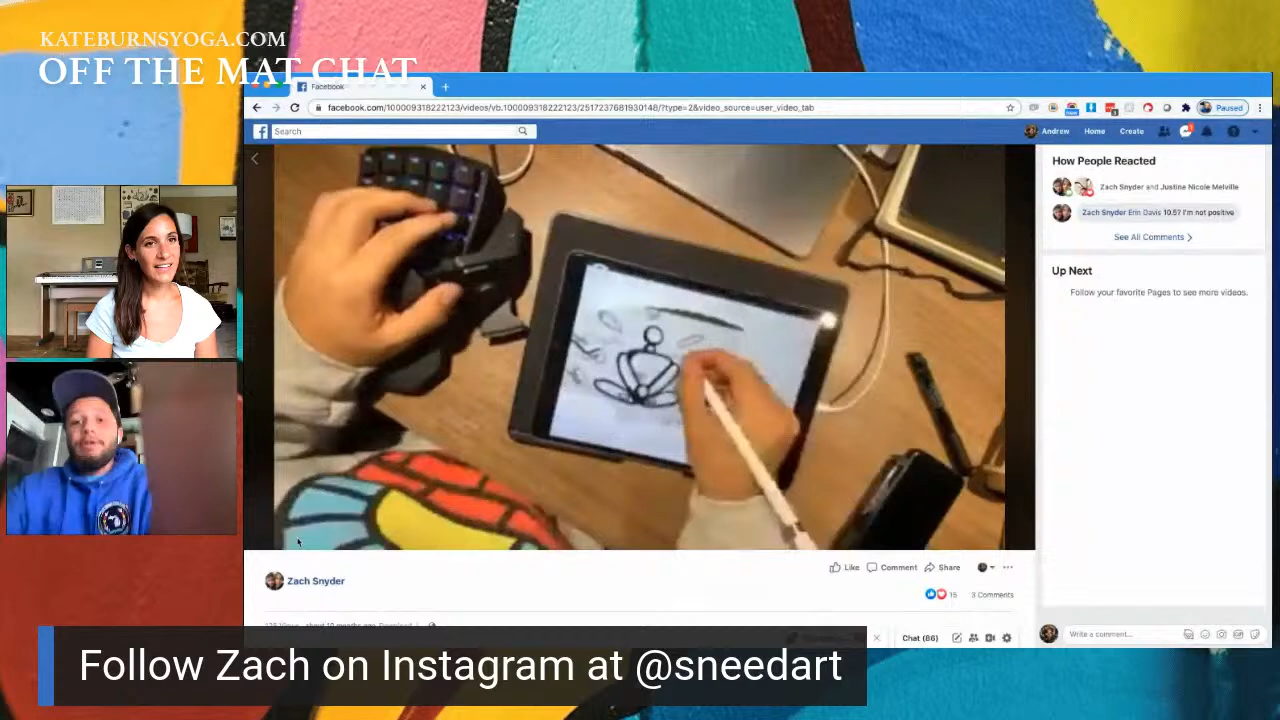 KATEBURNSYOGA.COM
OFF THE MAT CHAT
Facebook
facebook.com/100009318222123/videos/vb.100009318222123/2517237681930148/?type=2&video_source=user_video_tab
Paused
Search
Andrew
Home
Create
How People Reacted
Zach Snyder and Justine Nicole Melville
Zach Snyder Erin Davis 10.5? I'm not positive
See All Comments
Up Next
Follow your favorite Pages to see more videos.
Zach Snyder
Like
Comment
Share
15
3 Comments
Chat (86)
Write a comment...
Follow Zach on Instagram at @sneedart